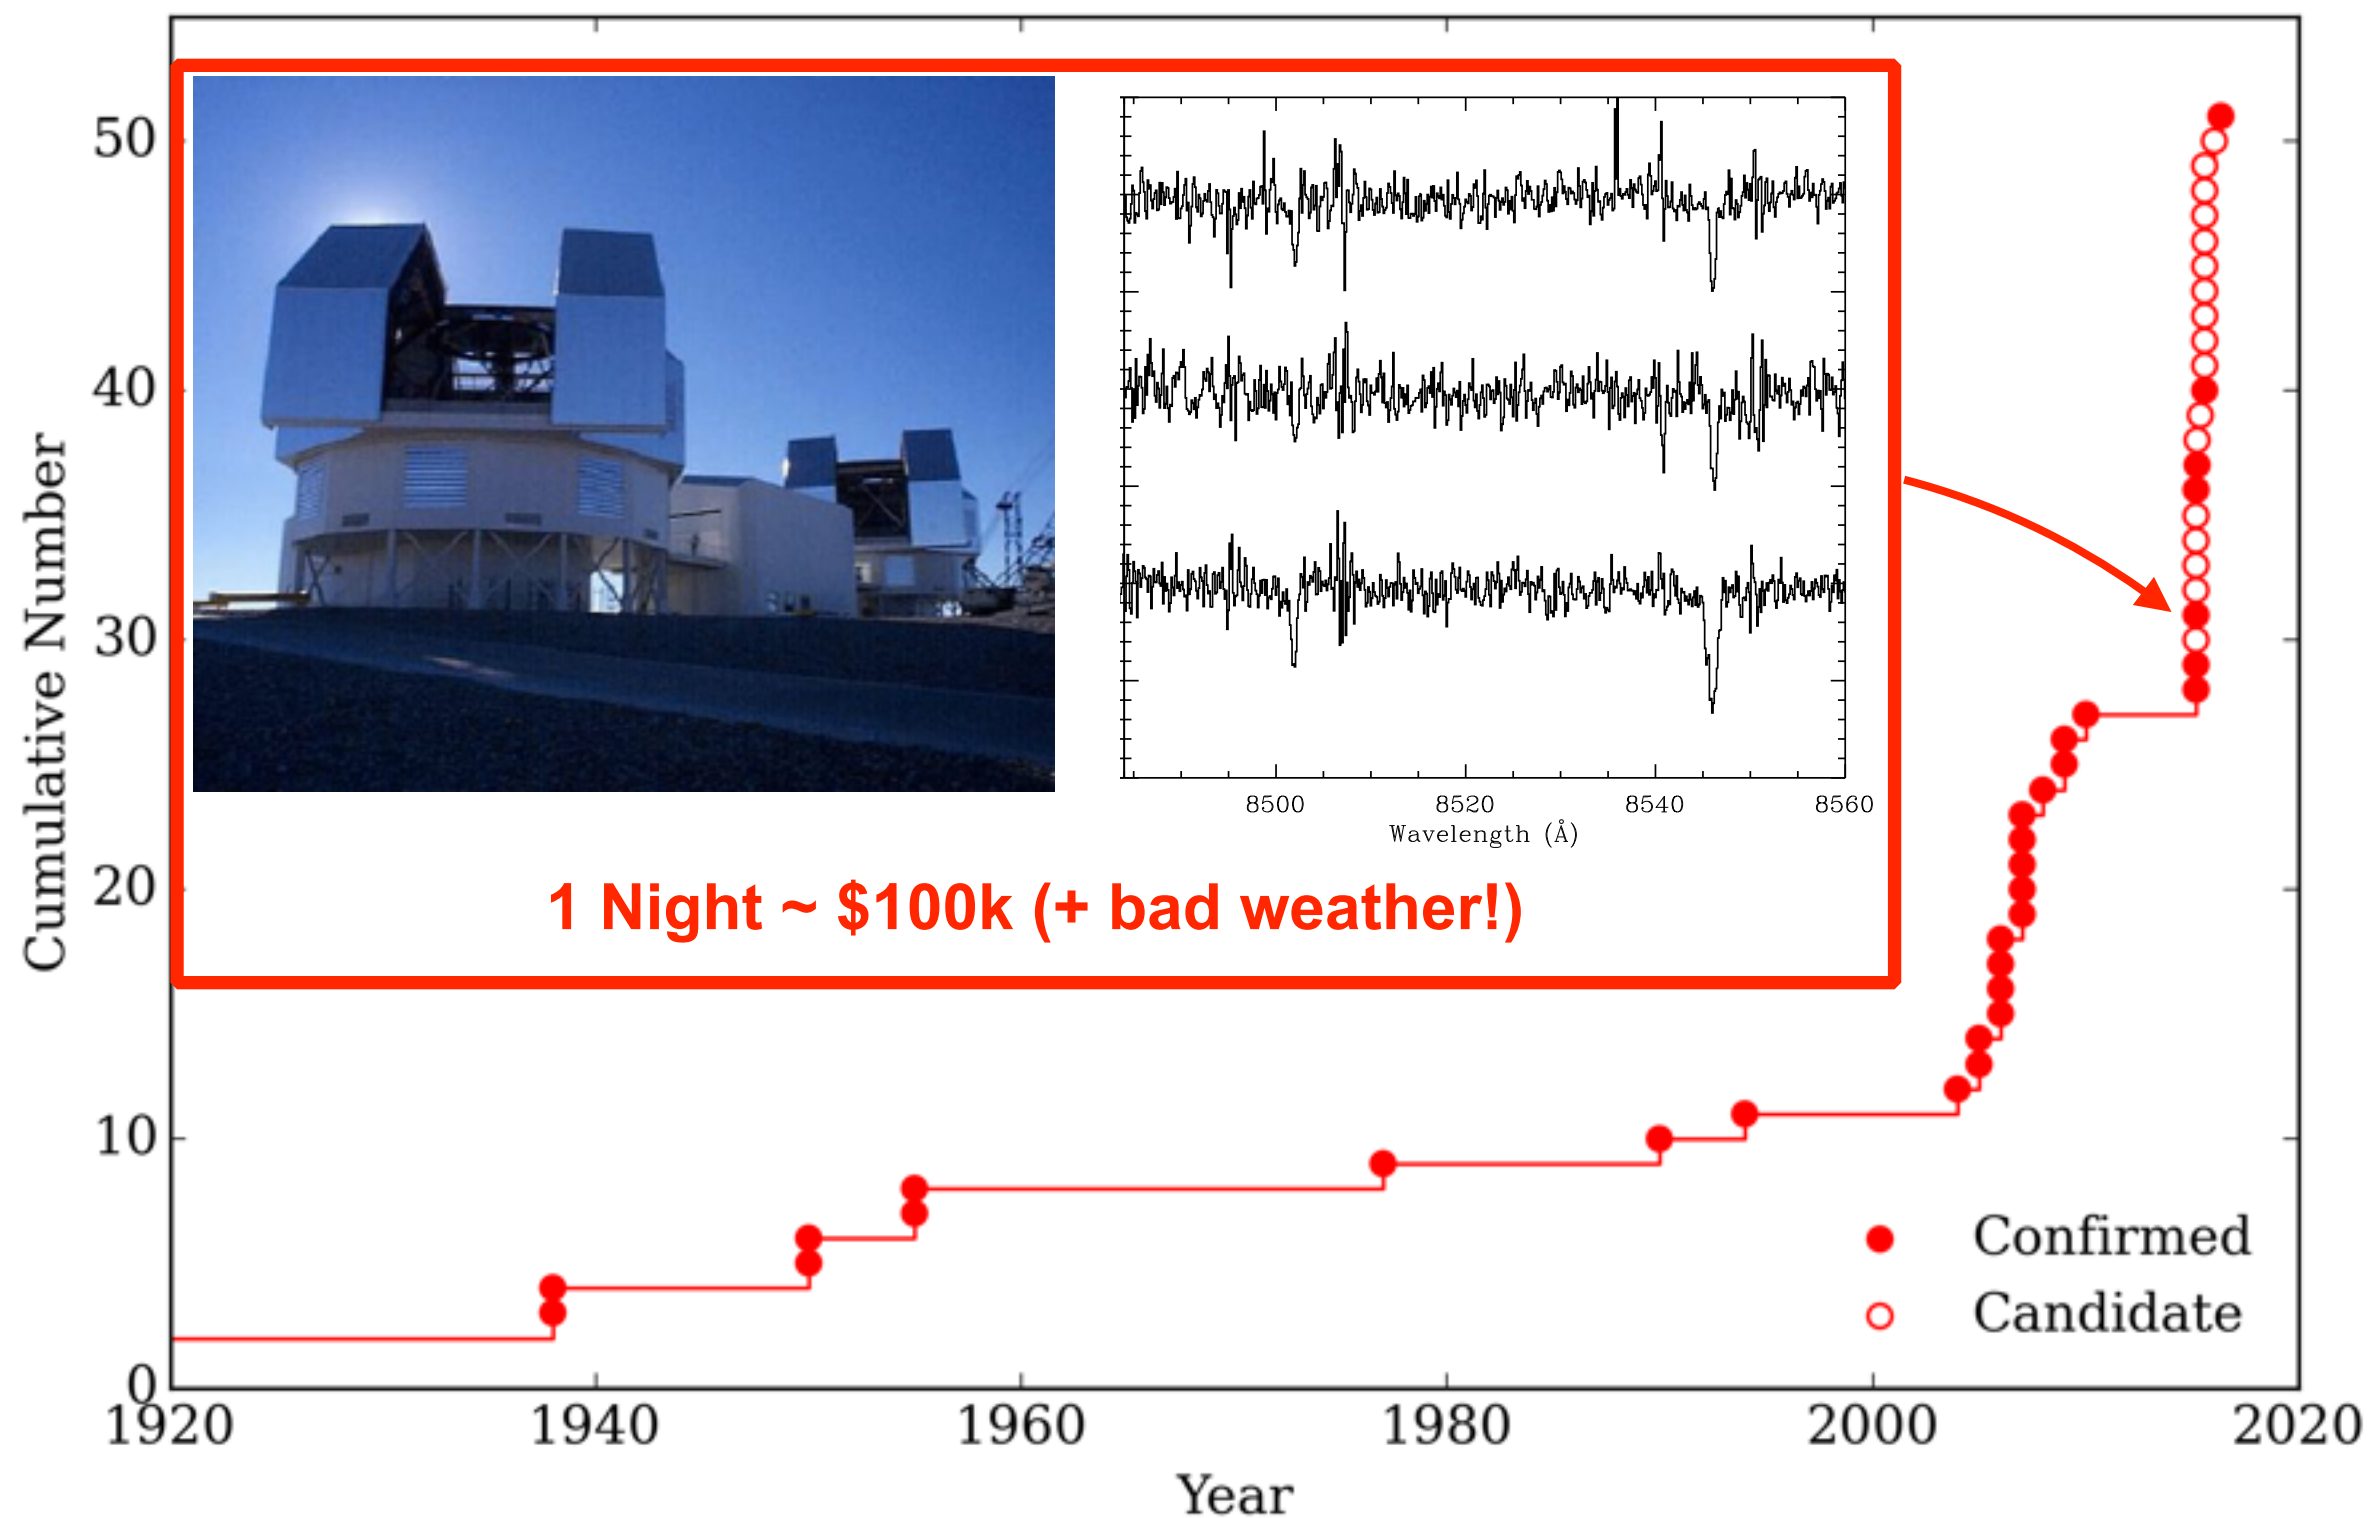 50
40
30
20
10
0
Cumulative Number
8500 8520 8540 8560
Wavelength (Å)
1 Night ~ $100k (+ bad weather!)
Confirmed
Candidate
1920 1940 1960 1980 2000 2020
Year